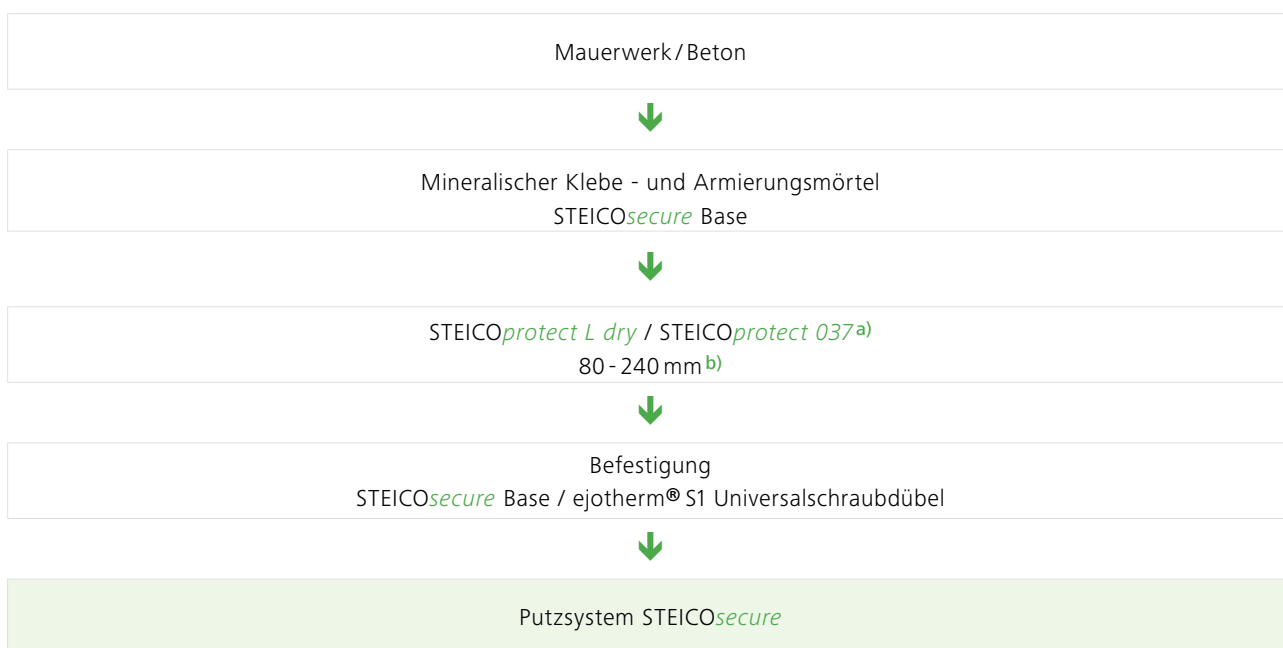 Mauerwerk/Beton
Mineralischer Klebe - und Armierungsmörtel
STEICOsecure Base
STEICOprotect L dry / STEICOprotect 037 a)
80 - 240 mm b)
Befestigung
STEICOsecure Base / ejotherm® S1 Universalschraubdübel
Putzsystem STEICOsecure